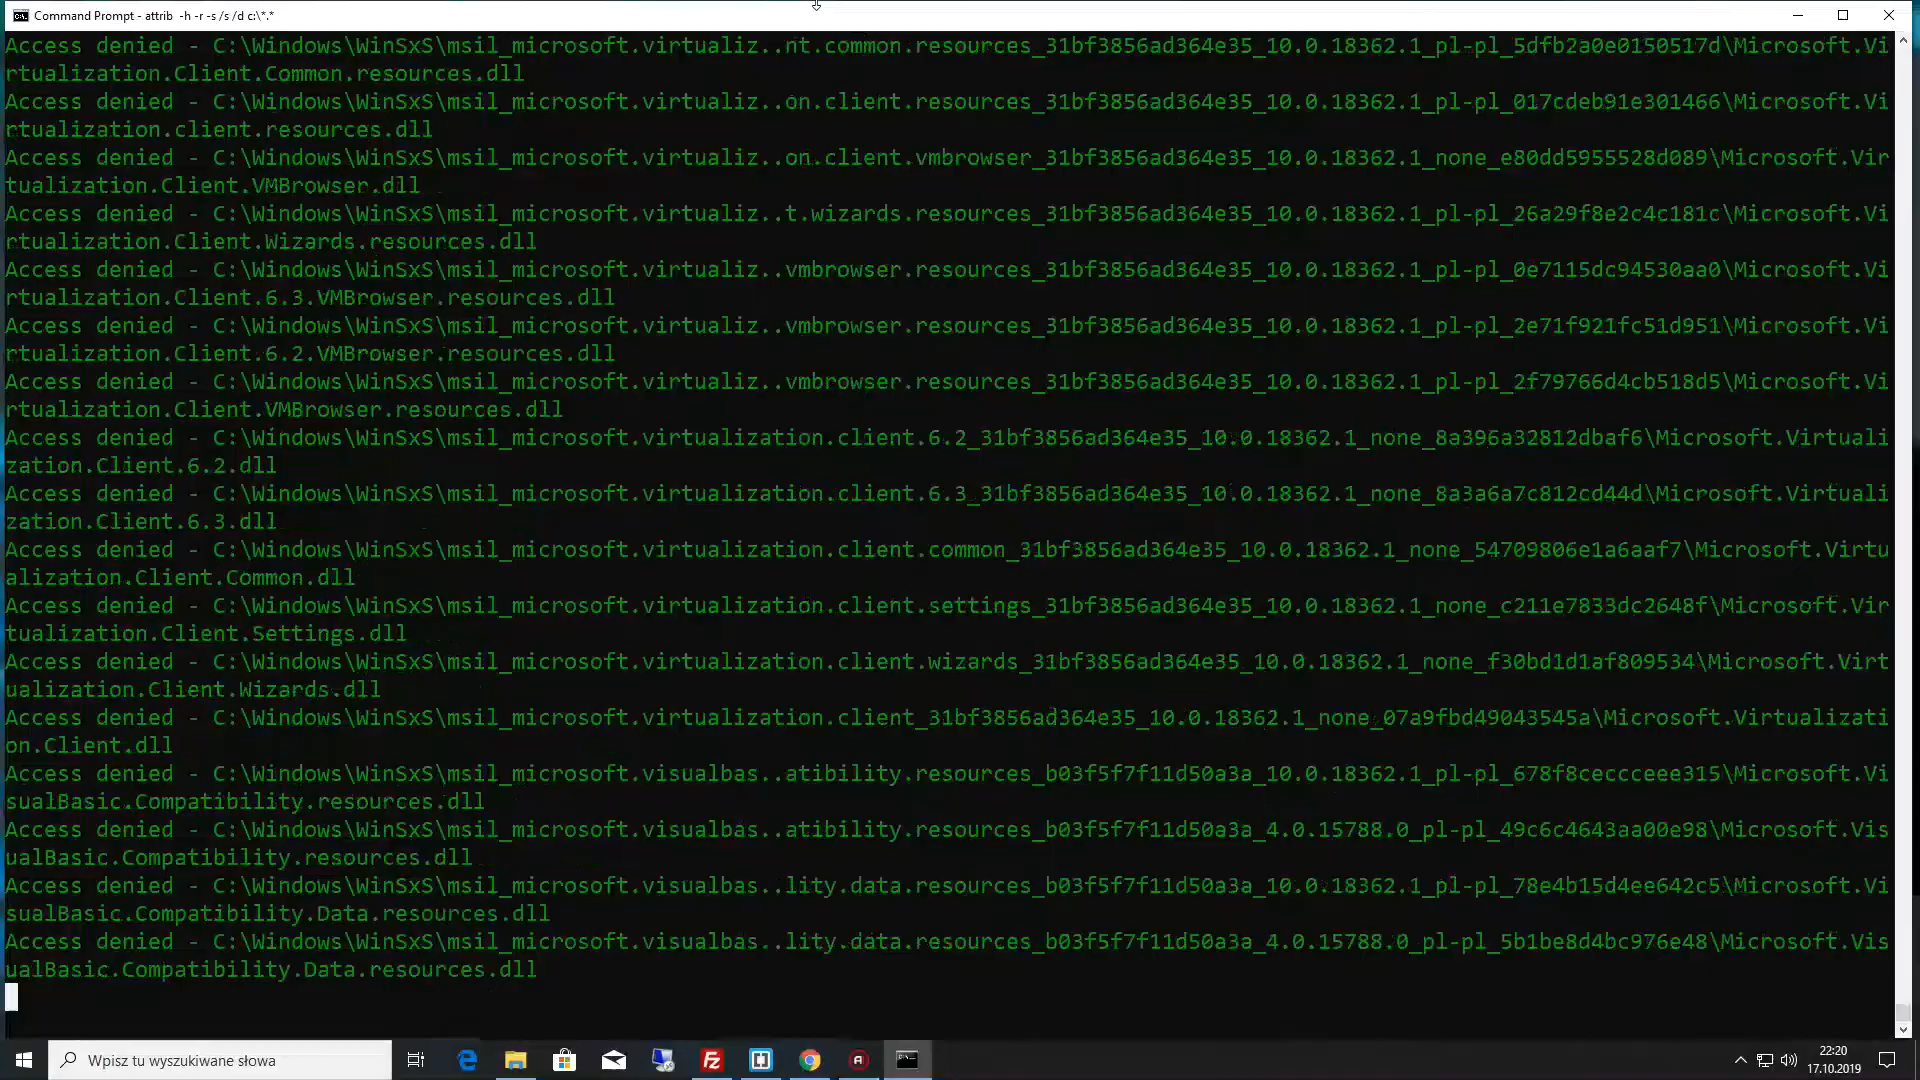 Command Prompt - attrib -h -r -s /s /d c:\*.*
Access denied - C:\Windows\WinSxS\msil_microsoft.virtualiz..nt.common.resources_31bf3856ad364e35_10.0.18362.1_pl-pl_5dfb2a0e0150517d\Microsoft.Vi
rtualization.Client.Common.resources.dll
Access denied - C:\Windows\WinSxS\msil_microsoft.virtualiz..on.client.resources_31bf3856ad364e35_10.0.18362.1_pl-pl_017cdeb91e301466\Microsoft.Vi
rtualization.client.resources.dll
Access denied - C:\Windows\WinSxS\msil_microsoft.virtualiz..on.client.vmbrowser_31bf3856ad364e35_10.0.18362.1_none_e80dd5955528d089\Microsoft.Vir
tualization.Client.VMBrowser.dll
Access denied - C:\Windows\WinSxS\msil_microsoft.virtualiz..t.wizards.resources_31bf3856ad364e35_10.0.18362.1_pl-pl_26a29f8e2c4c181c\Microsoft.Vi
rtualization.Client.Wizards.resources.dll
Access denied - C:\Windows\WinSxS\msil_microsoft.virtualiz..vmbrowser.resources_31bf3856ad364e35_10.0.18362.1_pl-pl_0e7115dc94530aa0\Microsoft.Vi
rtualization.Client.6.3.VMBrowser.resources.dll
Access denied - C:\Windows\WinSxS\msil_microsoft.virtualiz..vmbrowser.resources_31bf3856ad364e35_10.0.18362.1_pl-pl_2e71f921fc51d951\Microsoft.Vi
rtualization.Client.6.2.VMBrowser.resources.dll
Access denied - C:\Windows\WinSxS\msil_microsoft.virtualiz..vmbrowser.resources_31bf3856ad364e35_10.0.18362.1_pl-pl_2f79766d4cb518d5\Microsoft.Vi
rtualization.Client.VMBrowser.resources.dll
Access denied - C:\Windows\WinSxS\msil_microsoft.virtualization.client.6.2_31bf3856ad364e35_10.0.18362.1_none_8a396a32812dbaf6\Microsoft.Virtuali
zation.Client.6.2.dll
Access denied - C:\Windows\WinSxS\msil_microsoft.virtualization.client.6.3_31bf3856ad364e35_10.0.18362.1_none_8a3a6a7c812cd44d\Microsoft.Virtuali
zation.Client.6.3.dll
Access denied - C:\Windows\WinSxS\msil_microsoft.virtualization.client.common_31bf3856ad364e35_10.0.18362.1_none_54709806e1a6aaf7\Microsoft.Virtu
alization.Client.Common.dll
Access denied - C:\Windows\WinSxS\msil_microsoft.virtualization.client.settings_31bf3856ad364e35_10.0.18362.1_none_c211e7833dc2648f\Microsoft.Vir
tualization.Client.Settings.dll
Access denied - C:\Windows\WinSxS\msil_microsoft.virtualization.client.wizards_31bf3856ad364e35_10.0.18362.1_none_f30bd1d1af809534\Microsoft.Virt
ualization.Client.Wizards.dll
Access denied - C:\Windows\WinSxS\msil_microsoft.virtualization.client_31bf3856ad364e35_10.0.18362.1_none_07a9fbd49043545a\Microsoft.Virtualizati
on.Client.dll
Access denied - C:\Windows\WinSxS\msil_microsoft.visualbas..atibility.resources_b03f5f7f11d50a3a_10.0.18362.1_pl-pl_678f8ceccceee315\Microsoft.Vi
sualBasic.Compatibility.resources.dll
Access denied - C:\Windows\WinSxS\msil_microsoft.visualbas..atibility.resources_b03f5f7f11d50a3a_4.0.15788.0_pl-pl_49c6c4643aa00e98\Microsoft.Vis
ualBasic.Compatibility.resources.dll
Access denied - C:\Windows\WinSxS\msil_microsoft.visualbas..lity.data.resources_b03f5f7f11d50a3a_10.0.18362.1_pl-pl_78e4b15d4ee642c5\Microsoft.Vi
sualBasic.Compatibility.Data.resources.dll
Access denied - C:\Windows\WinSxS\msil_microsoft.visualbas..lity.data.resources_b03f5f7f11d50a3a_4.0.15788.0_pl-pl_5b1be8d4bc976e48\Microsoft.Vis
ualBasic.Compatibility.Data.resources.dll
Wpisz tu wyszukiwane słowa
22:20
17.10.2019